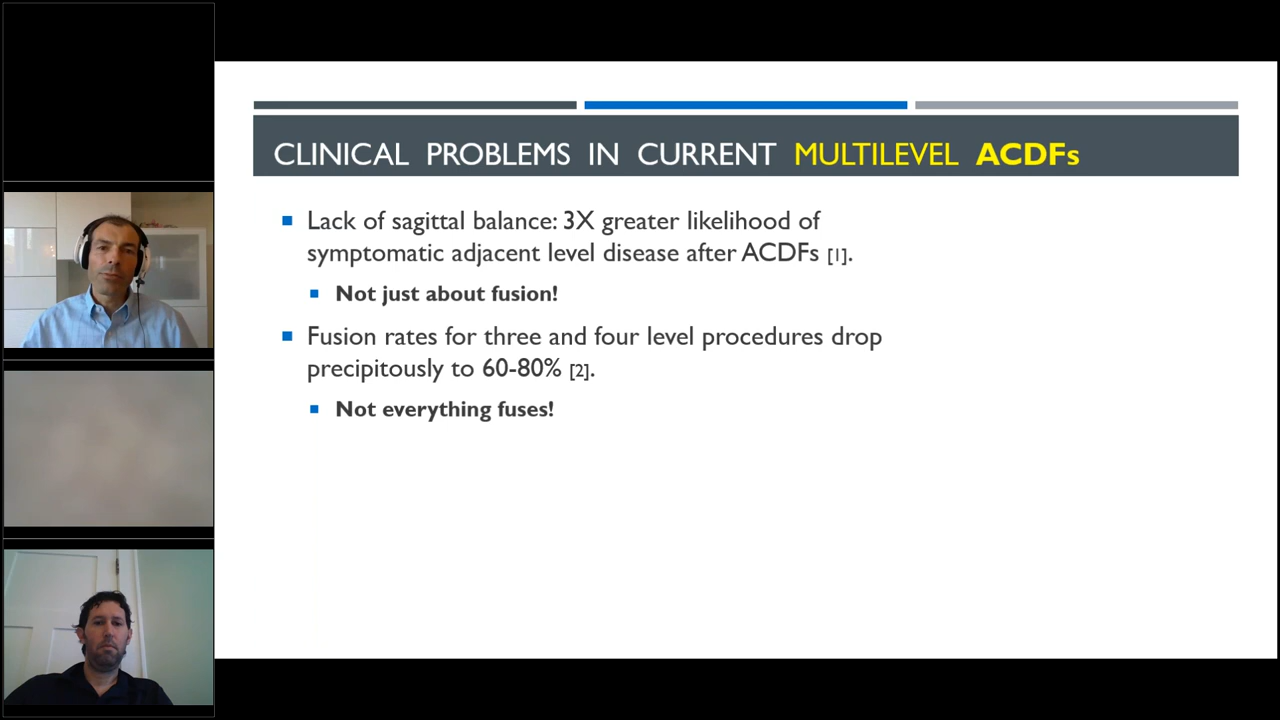 CLINICAL PROBLEMS IN CURRENT MULTILEVEL ACDFs
Lack of sagittal balance: 3X greater likelihood of
symptomatic adjacent level disease after ACDFs [1].
Not just about fusion!
Fusion rates for three and four level procedures drop
precipitously to 60-80% [2].
Not everything fuses!